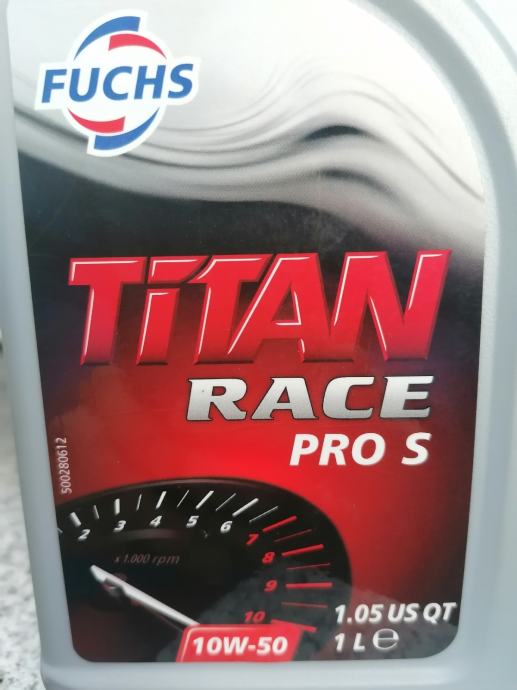 FUCHS
TiTAN
RACE
PRO S
500280612
2 3 4 5 6 7
8
9
10
x 1.000 rpm
1.05 US QT
10W-50
1 L ℮